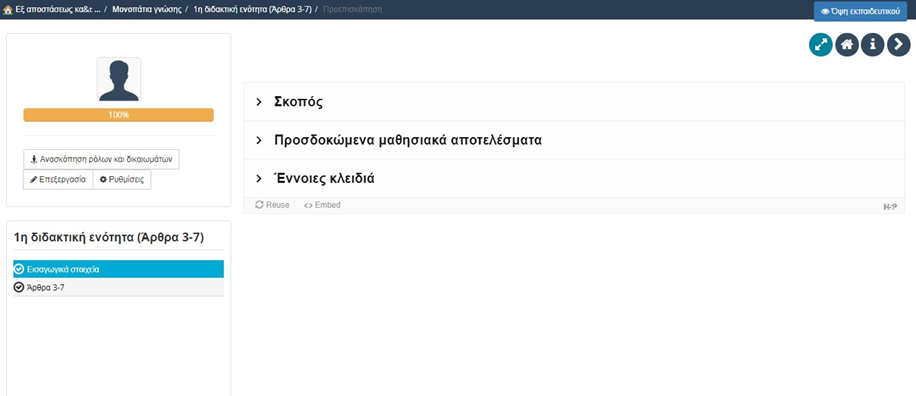 Εξ αποστάσεως κα&ε ... / Μονοπάτια γνώσης / 1η διδακτική ενότητα (Άρθρα 3-7) / Προεπισκόπηση
Όψη εκπαιδευτικού
100%
Ανασκόπηση ρόλων και δικαιωμάτων
Επεξεργασία Ρυθμίσεις
1η διδακτική ενότητα (Άρθρα 3-7)
Εισαγωγικά στοιχεία
Άρθρα 3-7
Σκοπός
Προσδοκώμενα μαθησιακά αποτελέσματα
Έννοιες κλειδιά
Reuse <> Embed
H-P